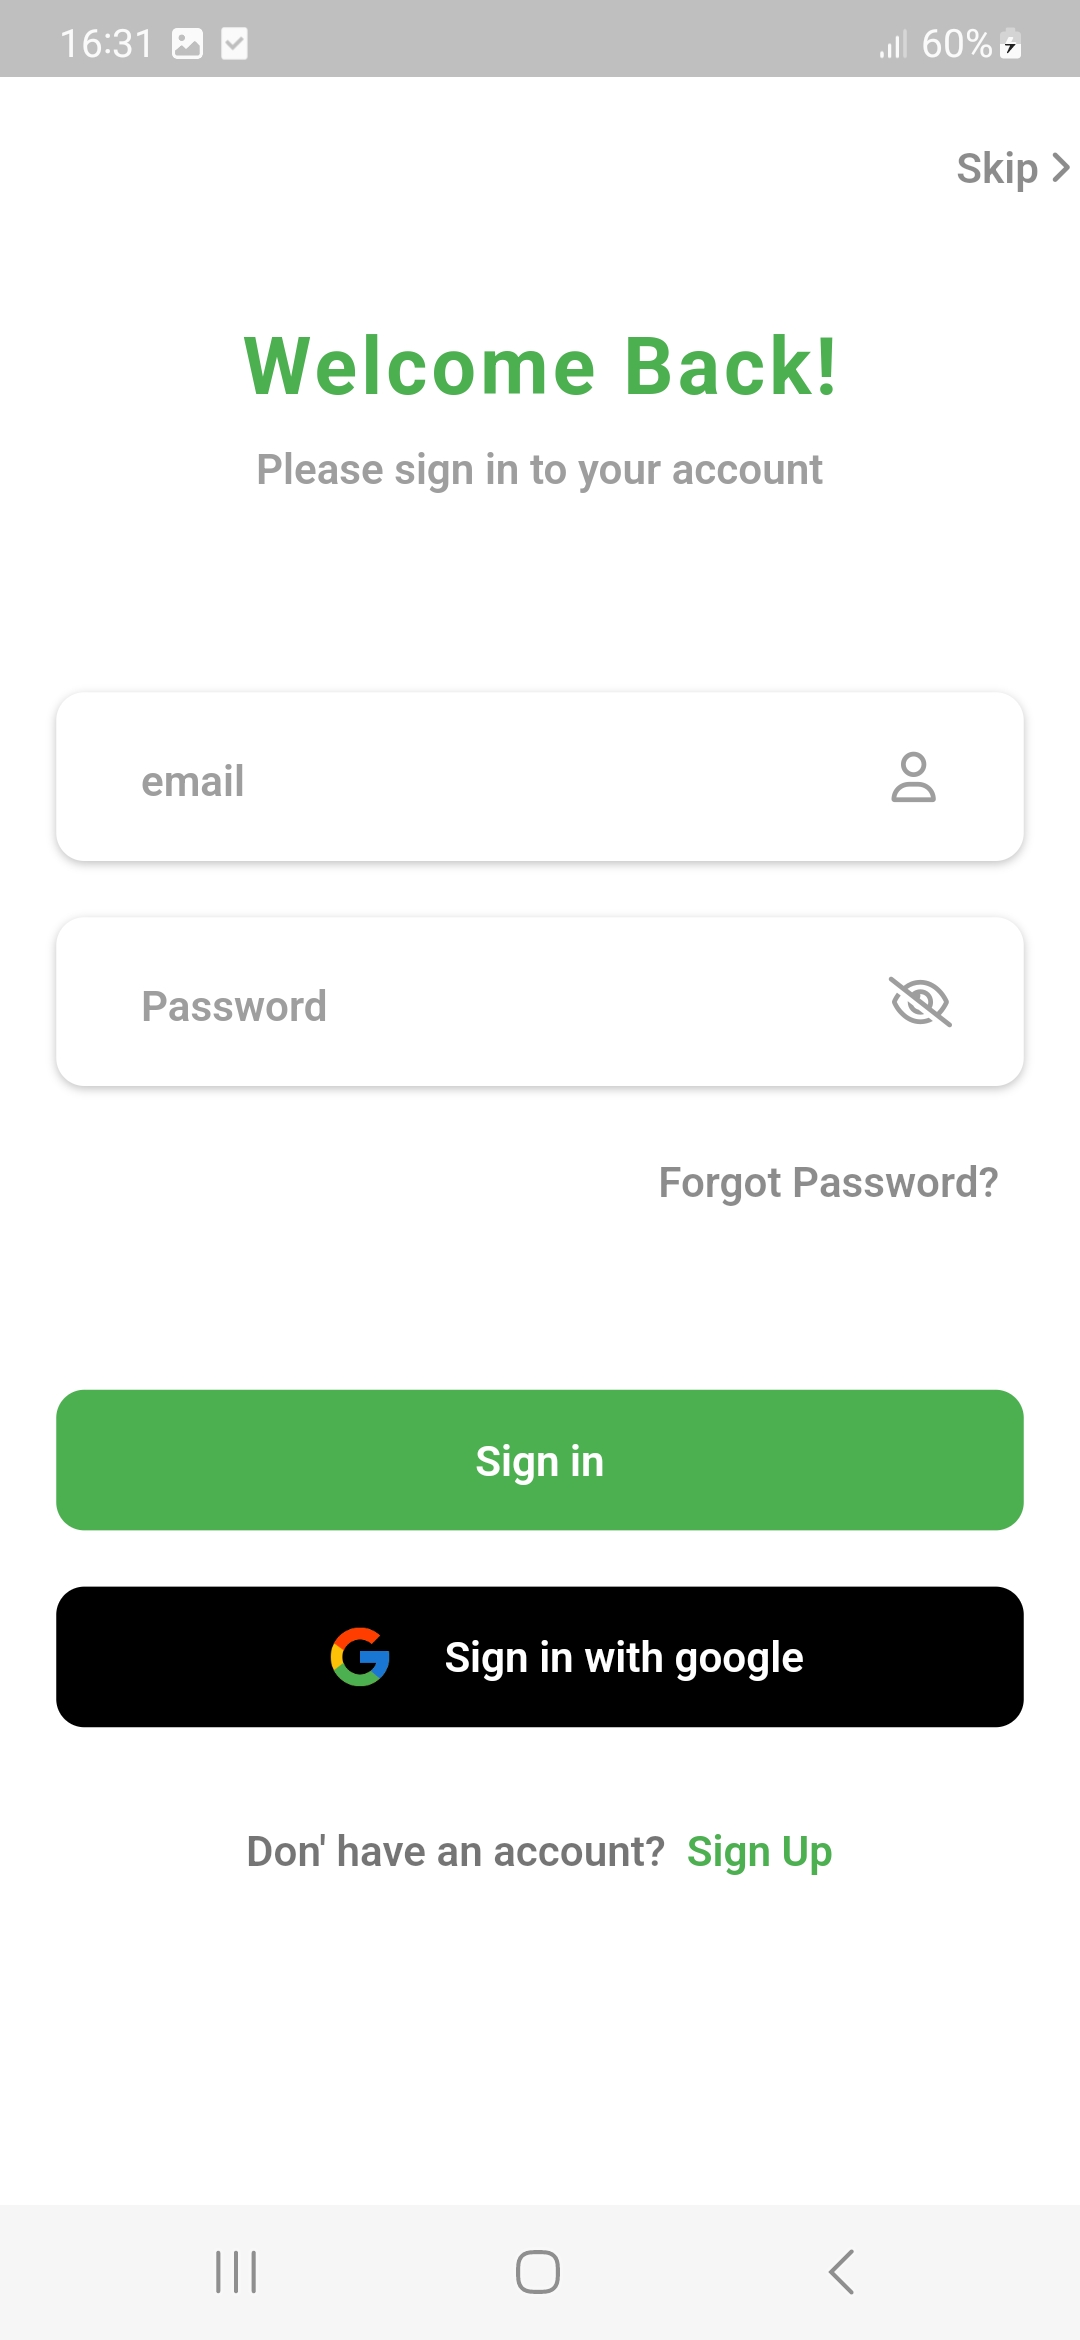 16:31 60%
Skip
Welcome Back!
Please sign in to your account
email
Password
Forgot Password?
Sign in
Sign in with google
Don' have an account? Sign Up